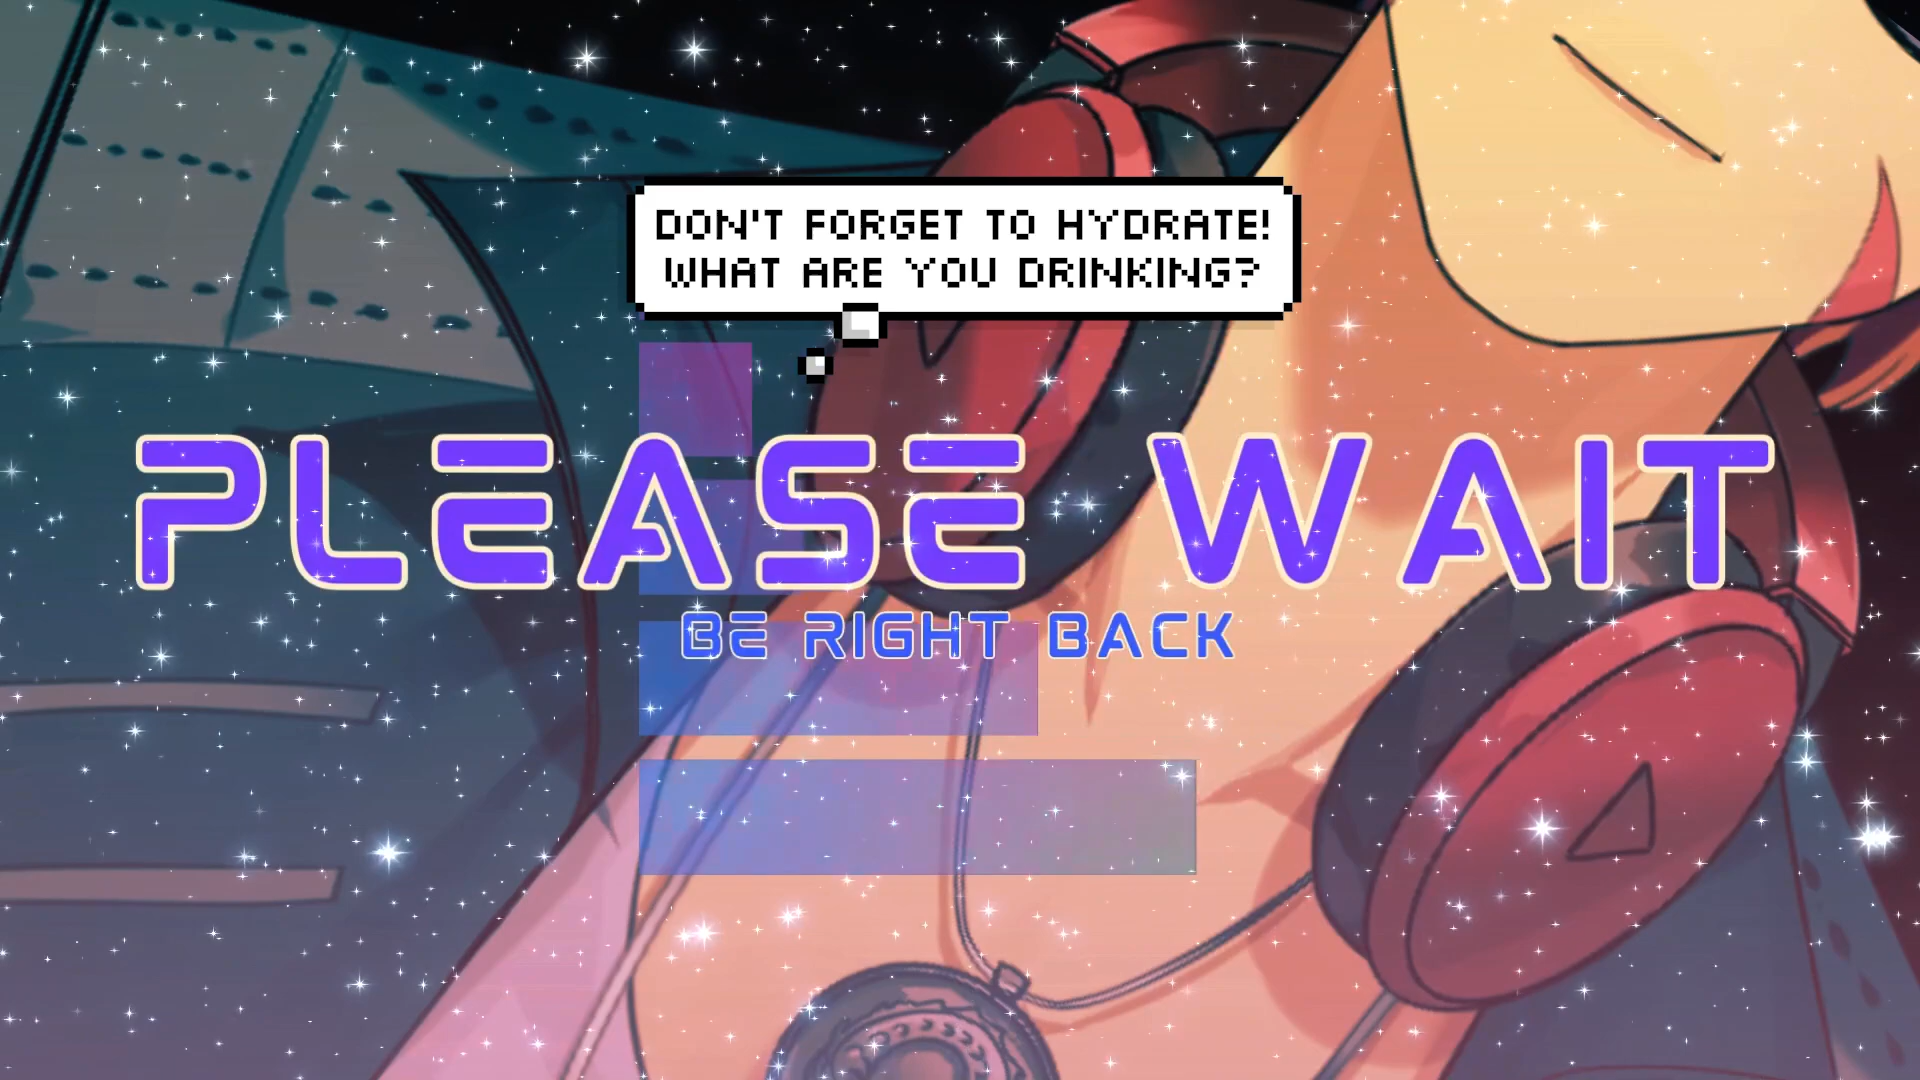 DON'T FORGET TO HYDRATE!
WHAT ARE YOU DRINKING?
PLEASE WAIT
BE RIGHT BACK